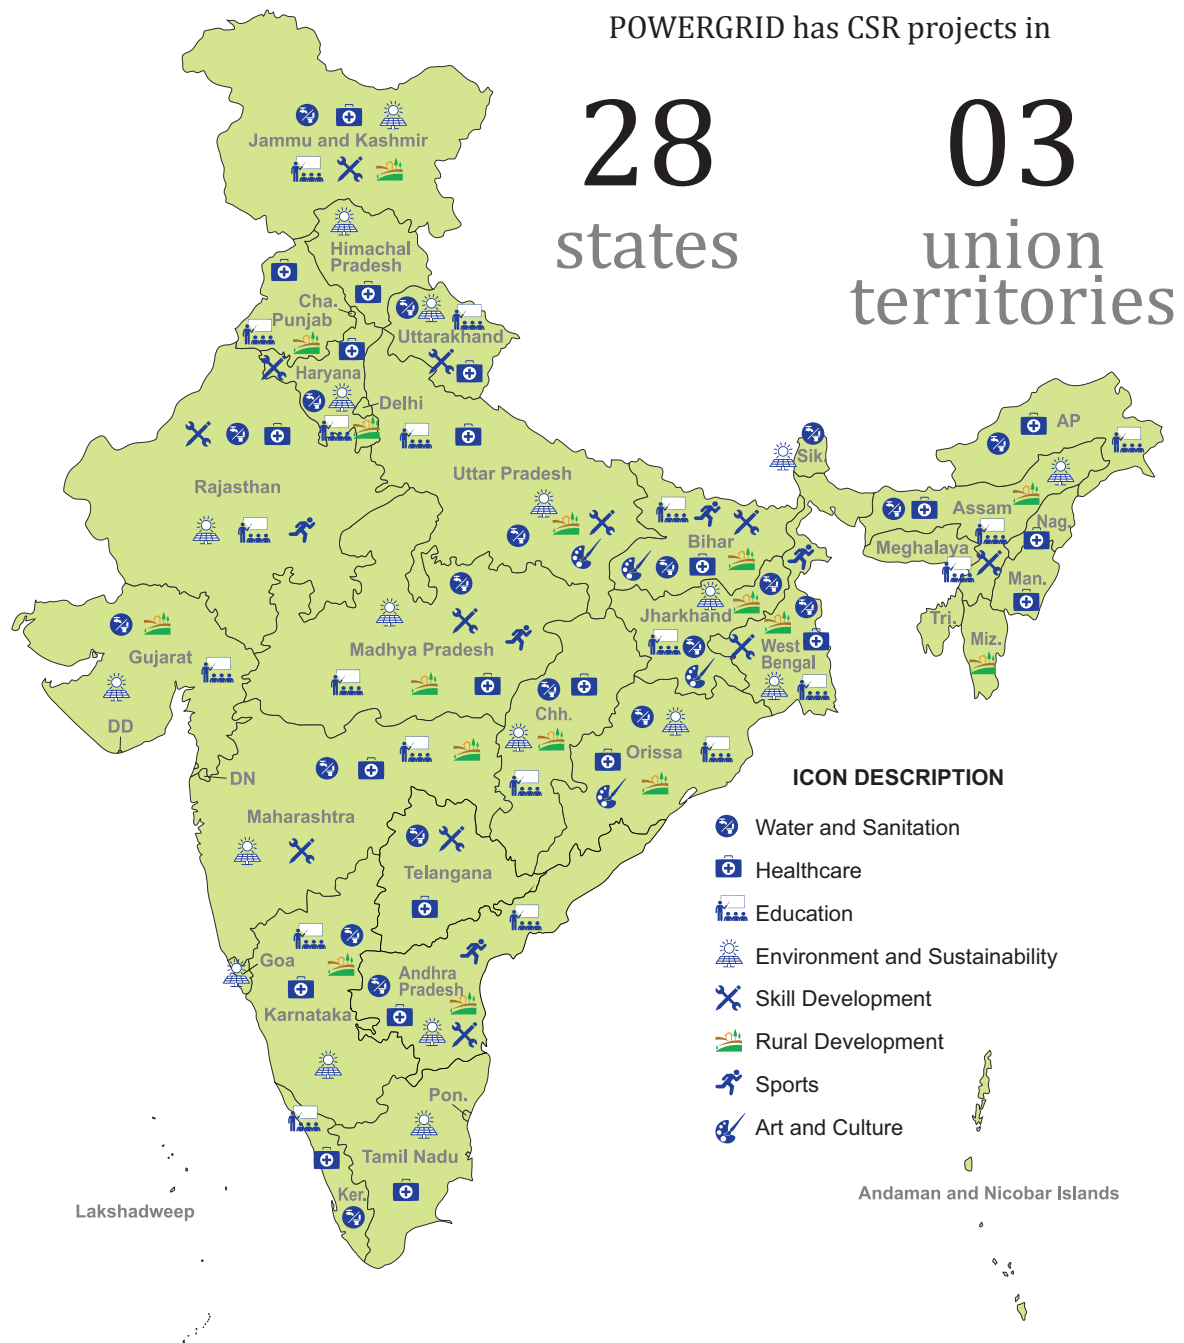 POWERGRID has CSR projects in
28
states
03
union
territories
Jammu and Kashmir
Himachal
Pradesh
Cha.
Punjab
Uttarakhand
Haryana
Delhi
AP
Sik.
Uttar Pradesh
Rajasthan
Assam
Nag.
Bihar
Meghalaya
Man.
Jharkhand
Tri.
Miz.
Gujarat
Madhya Pradesh
West
Bengal
DD
Chh.
Orissa
DN
Maharashtra
Telangana
Goa
Andhra
Pradesh
Karnataka
Pon.
Tamil Nadu
Ker.
Lakshadweep
Andaman and Nicobar Islands
ICON DESCRIPTION
Water and Sanitation
Healthcare
Education
Environment and Sustainability
Skill Development
Rural Development
Sports
Art and Culture